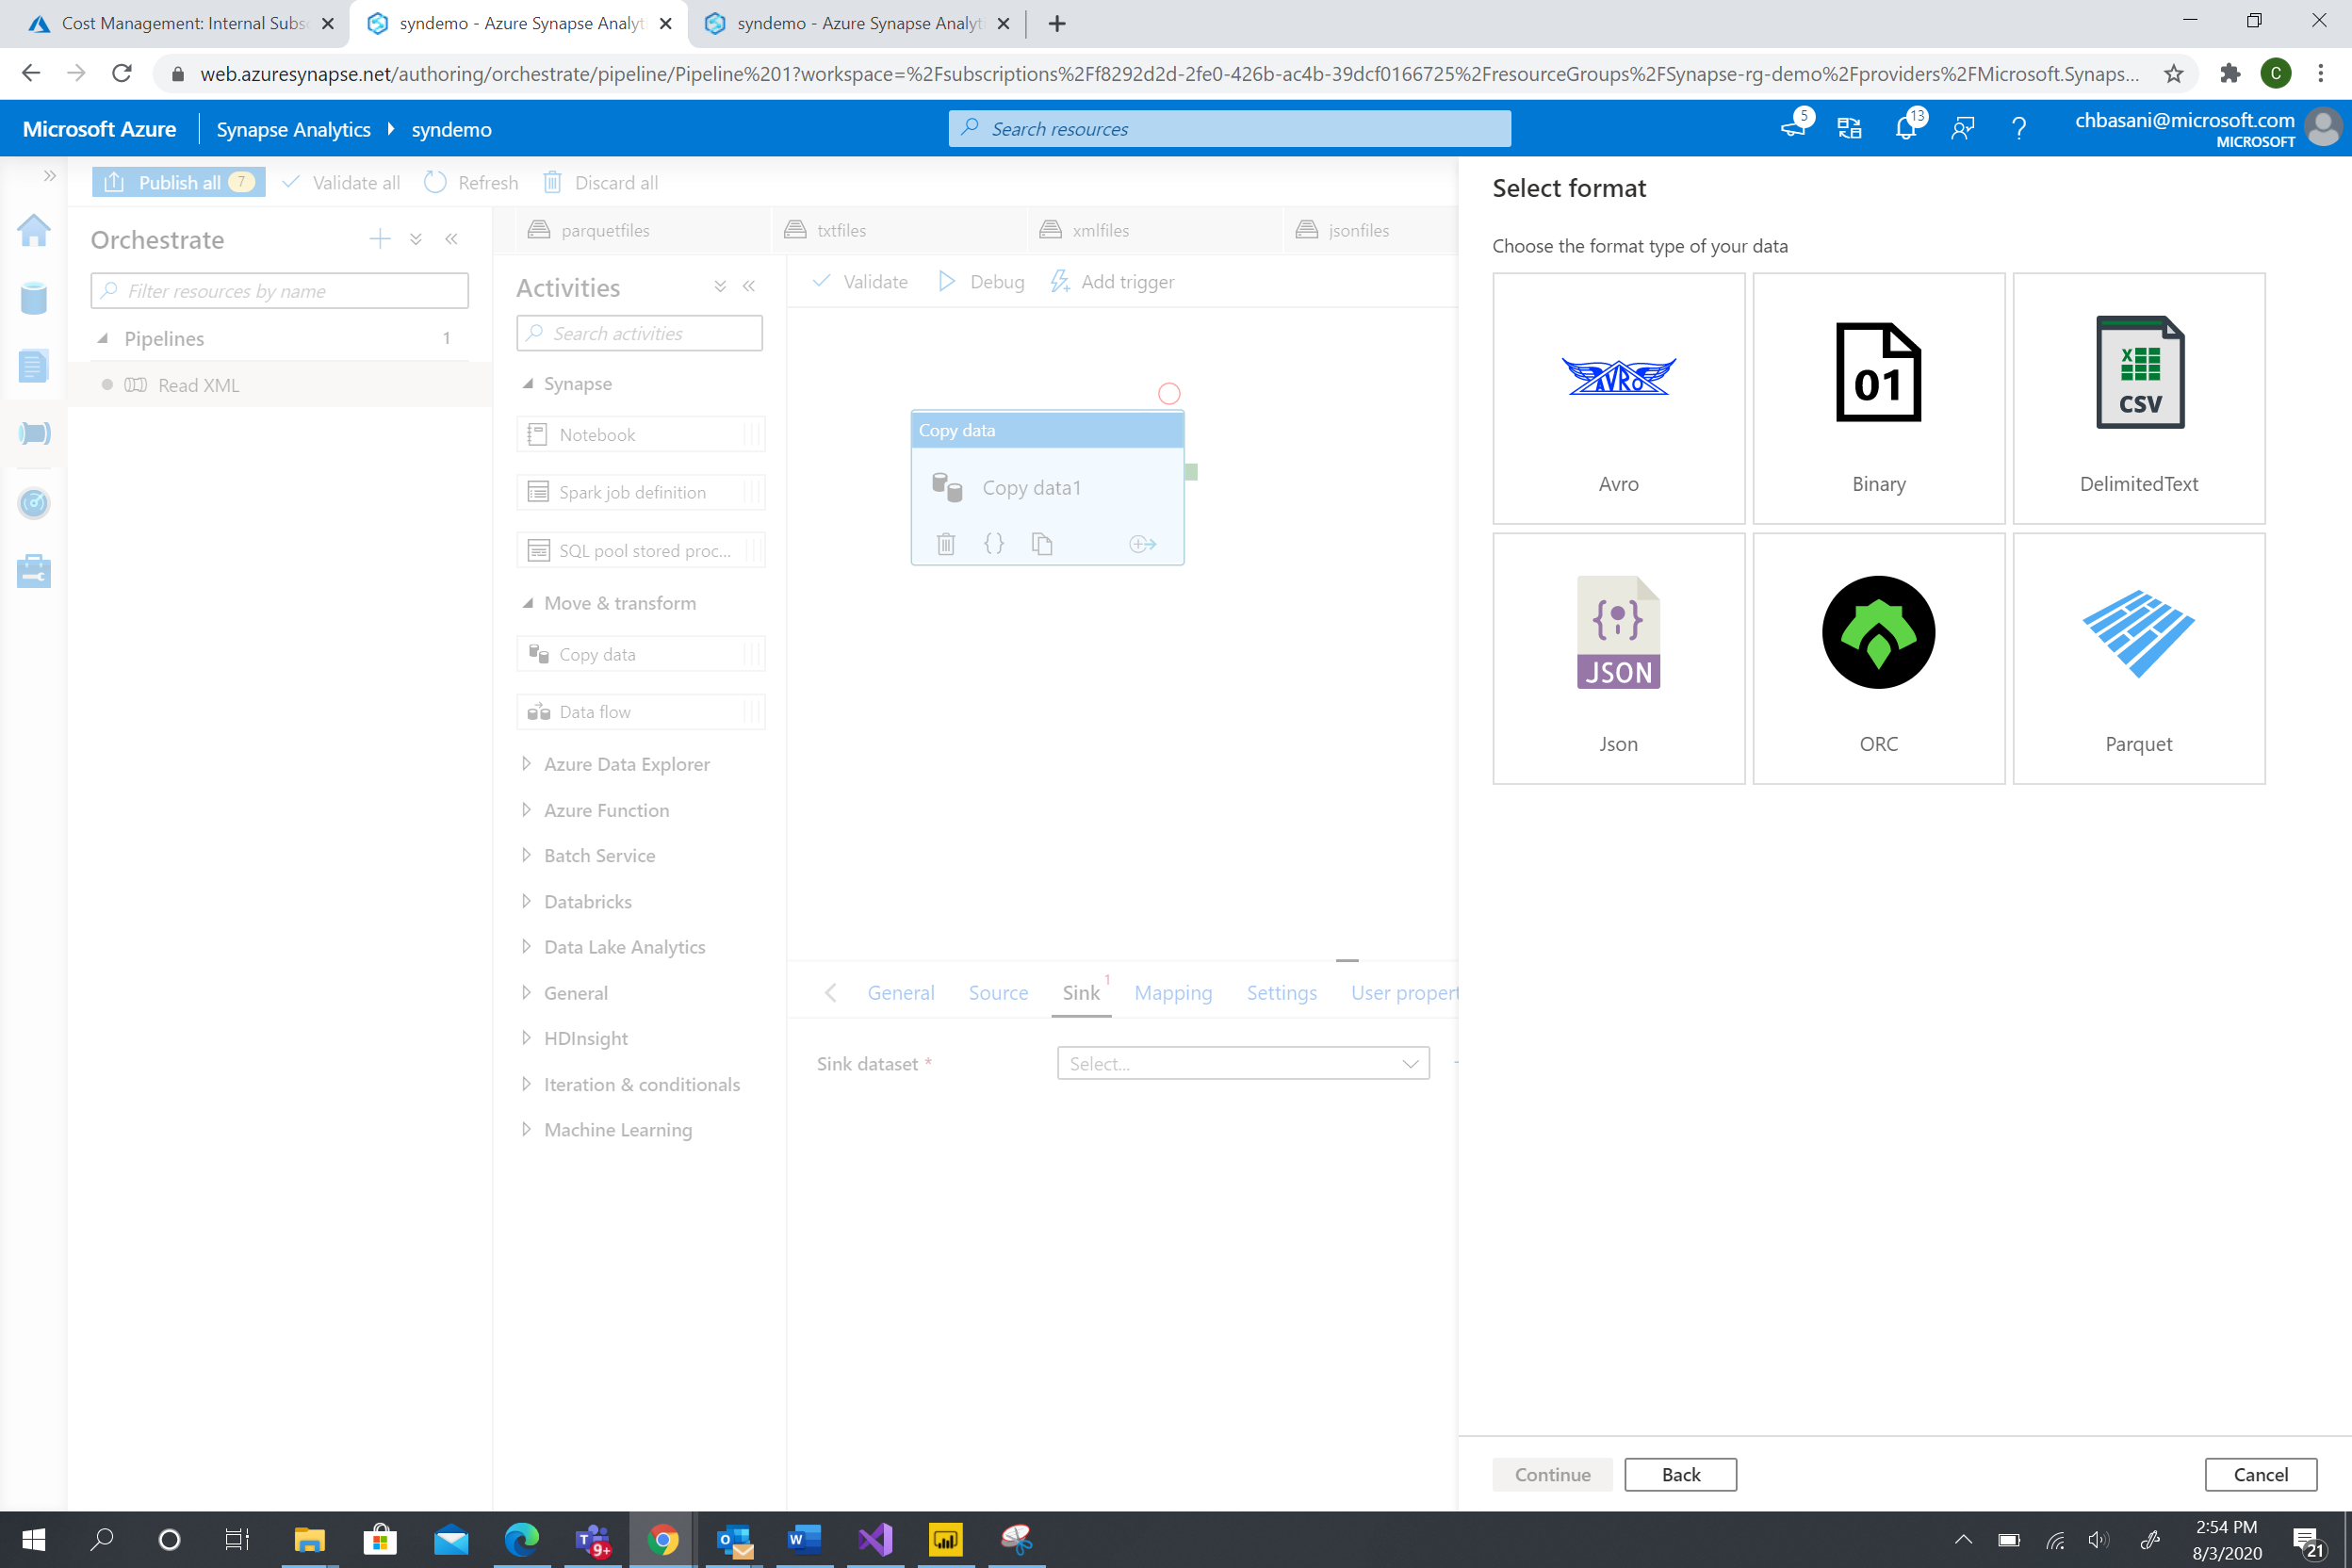 Cost Management: Internal Subs
syndemo - Azure Synapse Analyti
syndemo - Azure Synapse Analyti
web.azuresynapse.net/authoring/orchestrate/pipeline/Pipeline%201?workspace=%2Fsubscriptions%2Ff8292d2d-2fe0-426b-ac4b-39dcf0166725%2FresourceGroups%2FSynapse-rg-demo%2Fproviders%2FMicrosoft.Synaps...
C
Microsoft Azure
Synapse Analytics
syndemo
Search resources
5
13
?
chbasani@microsoft.com
MICROSOFT
Publish all 7
Validate all
Refresh
Discard all
Orchestrate
Filter resources by name
Pipelines 1
Read XML
parquetfiles
txtfiles
xmlfiles
jsonfiles
Activities
Search activities
Synapse
Notebook
Spark job definition
SQL pool stored proc...
Move & transform
Copy data
Data flow
Azure Data Explorer
Azure Function
Batch Service
Databricks
Data Lake Analytics
General
HDInsight
Iteration & conditionals
Machine Learning
Validate
Debug
Add trigger
Copy data
Copy data1
{}
General
Source
Sink 1
Mapping
Settings
User propert
Sink dataset *
Select...
Select format
Choose the format type of your data
AVRO
Avro
01
Binary
X
CSV
DelimitedText
JSON
Json
ORC
Parquet
Continue
Back
Cancel
T
9+
O
W
2:54 PM
8/3/2020
21